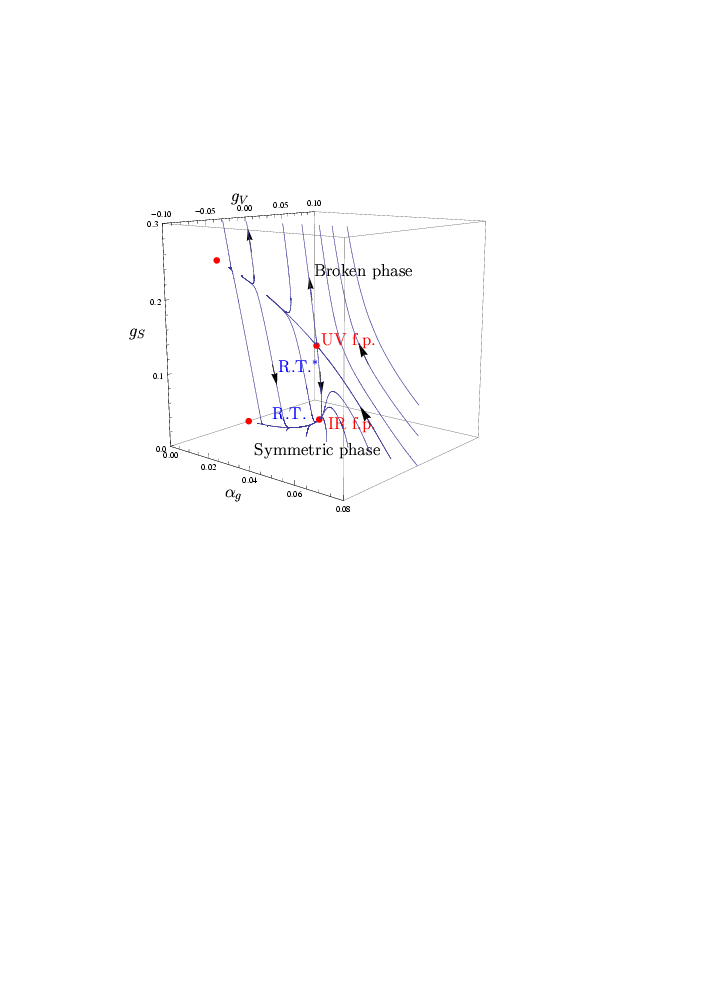 g_V
−0.10 −0.05 0.00 0.05 0.10
0.3
Broken phase
0.2
g_S
UV f.p.
R.T.*
0.1
R.T.
IR f.p.
0.0
Symmetric phase
0.00
0.02
0.04
α_g
0.06
0.08